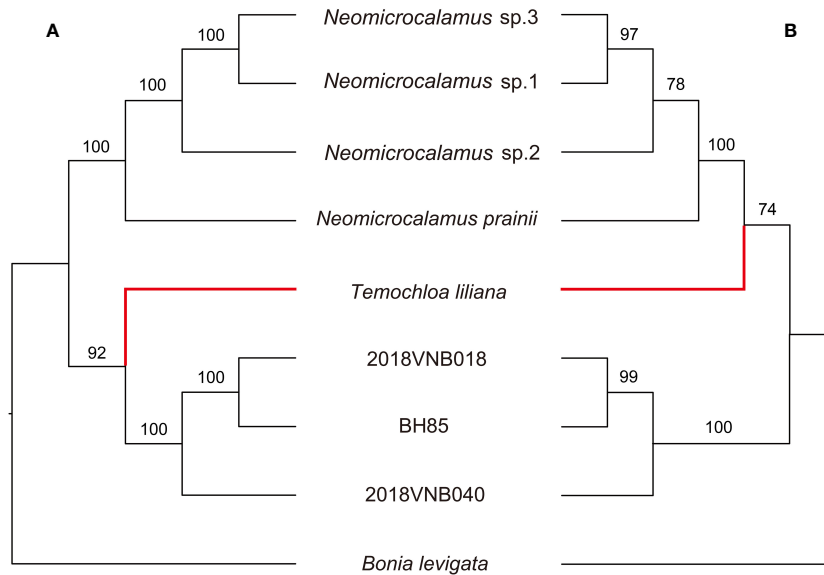 A
B
100
Neomicrocalamus sp.3
97
100
Neomicrocalamus sp.1
78
100
Neomicrocalamus sp.2
100
74
Neomicrocalamus prainii
Temochloa liliana
92
100
2018VNB018
99
100
BH85
100
2018VNB040
Bonia levigata